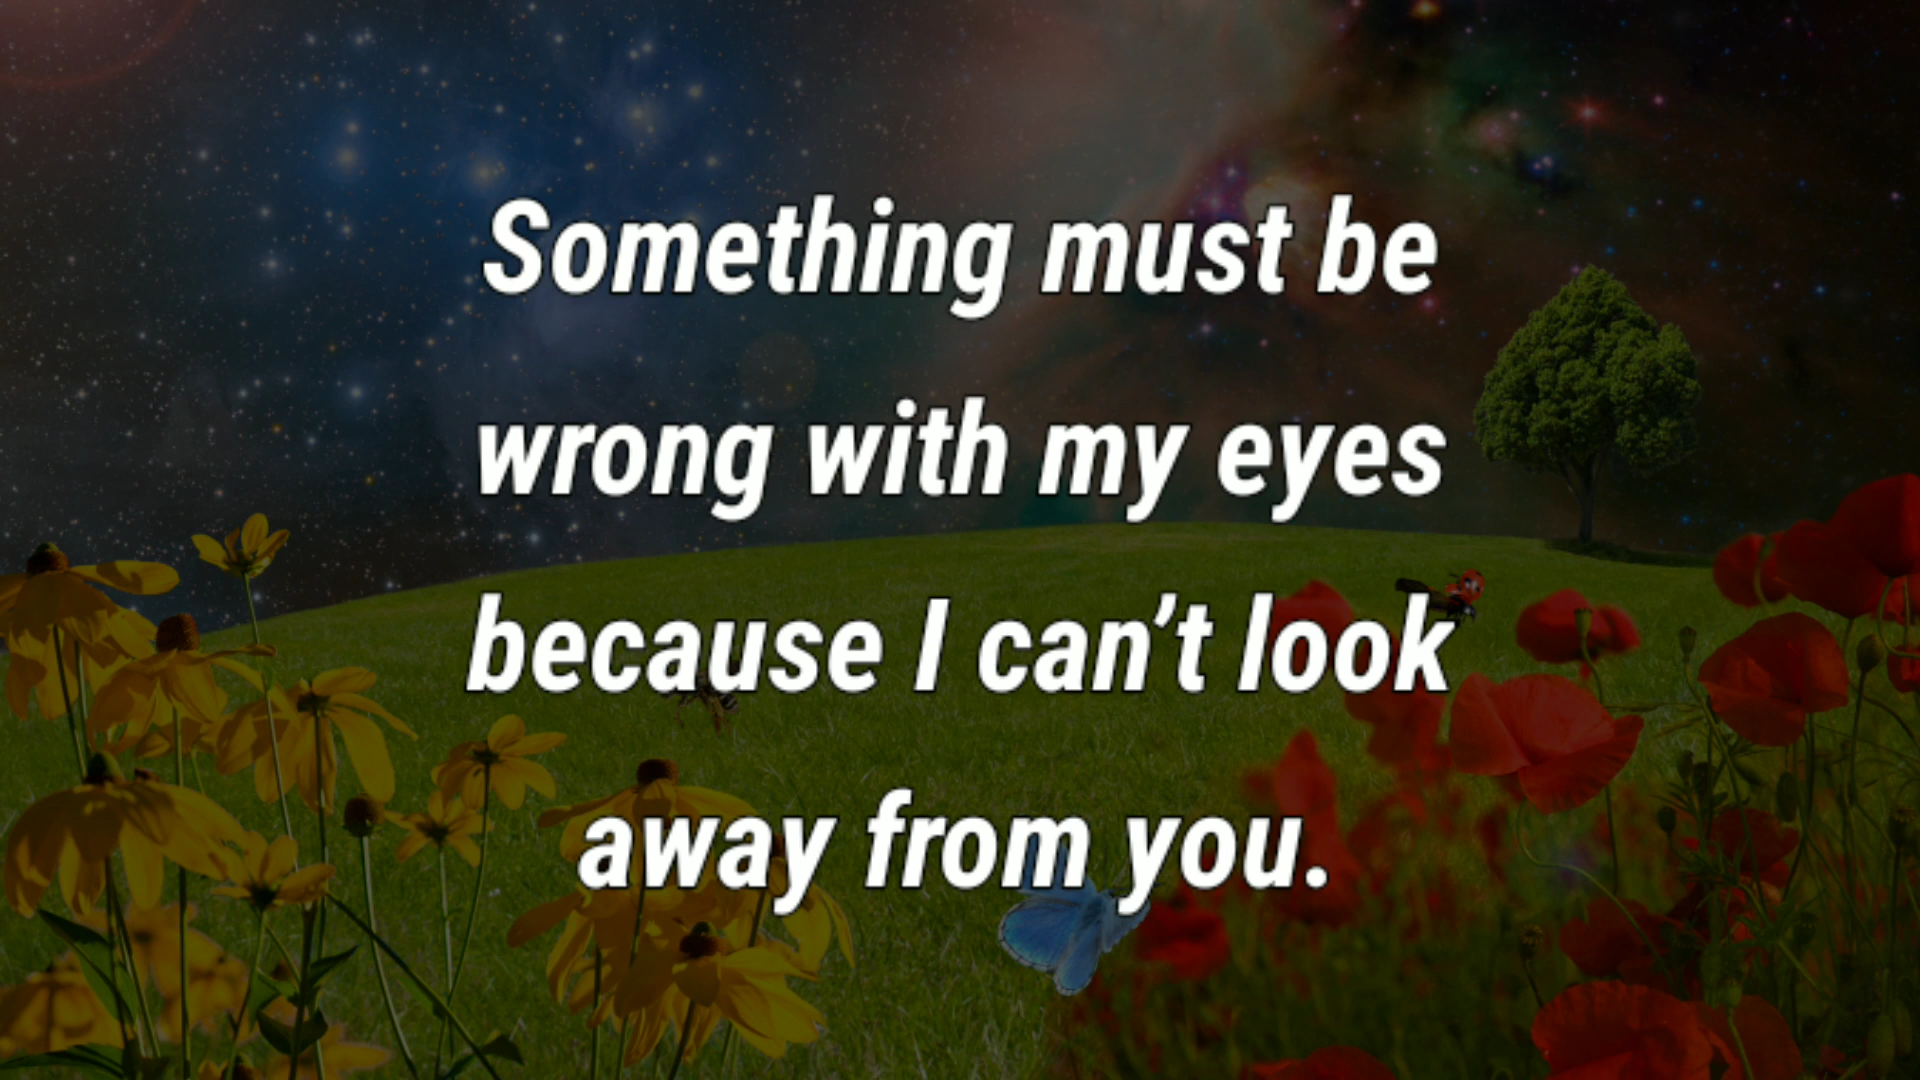 Something must be
wrong with my eyes
because I can’t look
away from you.